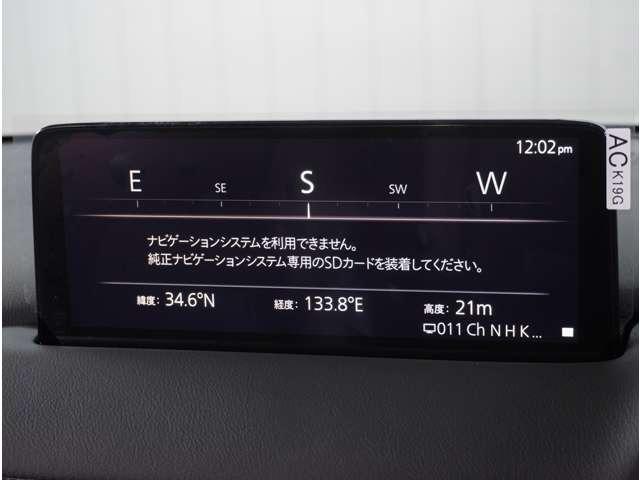 12:02pm
E SE S SW W
ナビゲーションシステムを利用できません。
純正ナビゲーションシステム専用のSDカードを装着してください。
緯度: 34.6°N 経度: 133.8°E 高度: 21m
011 Ch N H K...
AC K19G